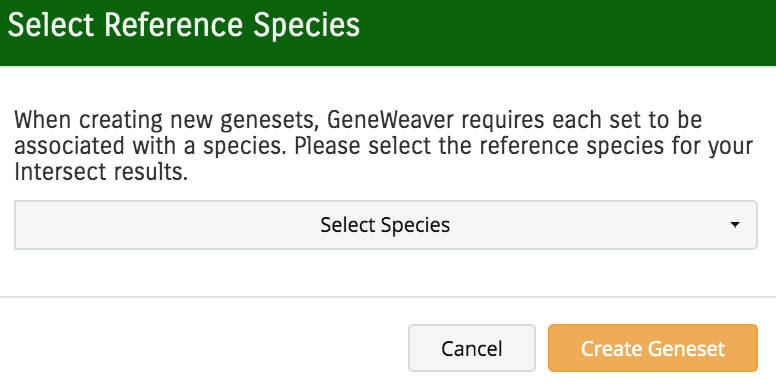 Select Reference Species
When creating new genesets, GeneWeaver requires each set to be
associated with a species. Please select the reference species for your
Intersect results.
Select Species
Cancel
Create Geneset